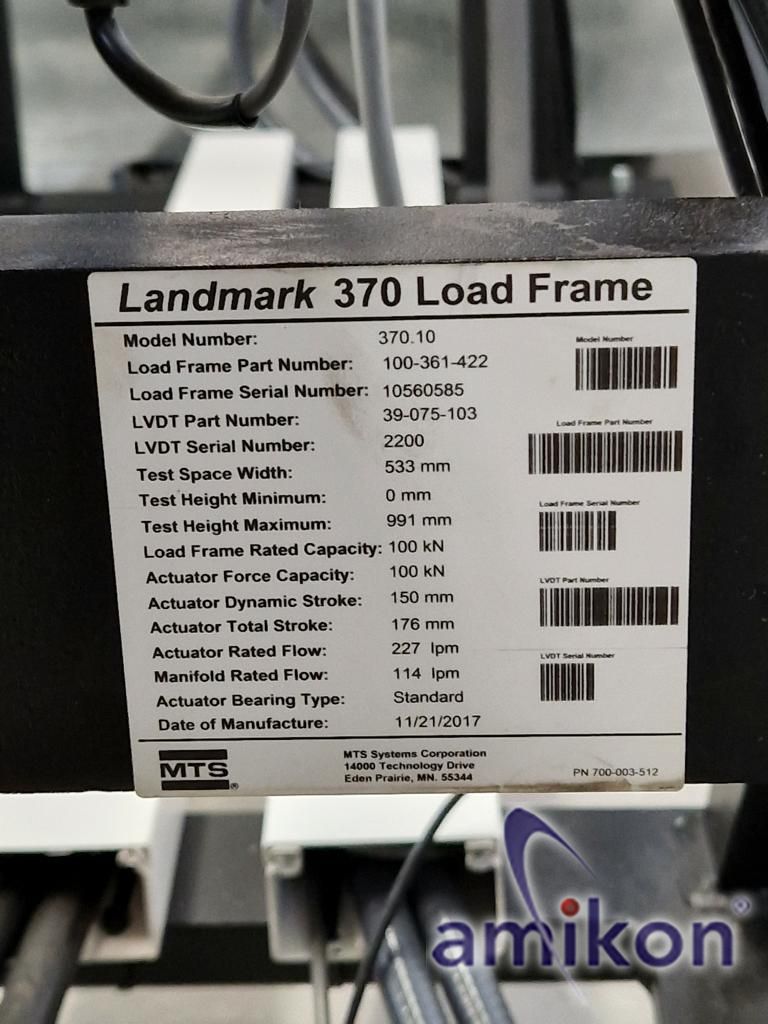 Landmark 370 Load Frame
Model Number: 370.10
Load Frame Part Number: 100-361-422
Load Frame Serial Number: 10560585
LVDT Part Number: 39-075-103
LVDT Serial Number: 2200
Test Space Width: 533 mm
Test Height Minimum: 0 mm
Test Height Maximum: 991 mm
Load Frame Rated Capacity: 100 kN
Actuator Force Capacity: 100 kN
Actuator Dynamic Stroke: 150 mm
Actuator Total Stroke: 176 mm
Actuator Rated Flow: 227 lpm
Manifold Rated Flow: 114 lpm
Actuator Bearing Type: Standard
Date of Manufacture: 11/21/2017
Model Number
Load Frame Part Number
Load Frame Serial Number
LVDT Part Number
LVDT Serial Number
MTS®
MTS Systems Corporation
14000 Technology Drive
Eden Prairie, MN. 55344
PN 700-003-512
amikon®